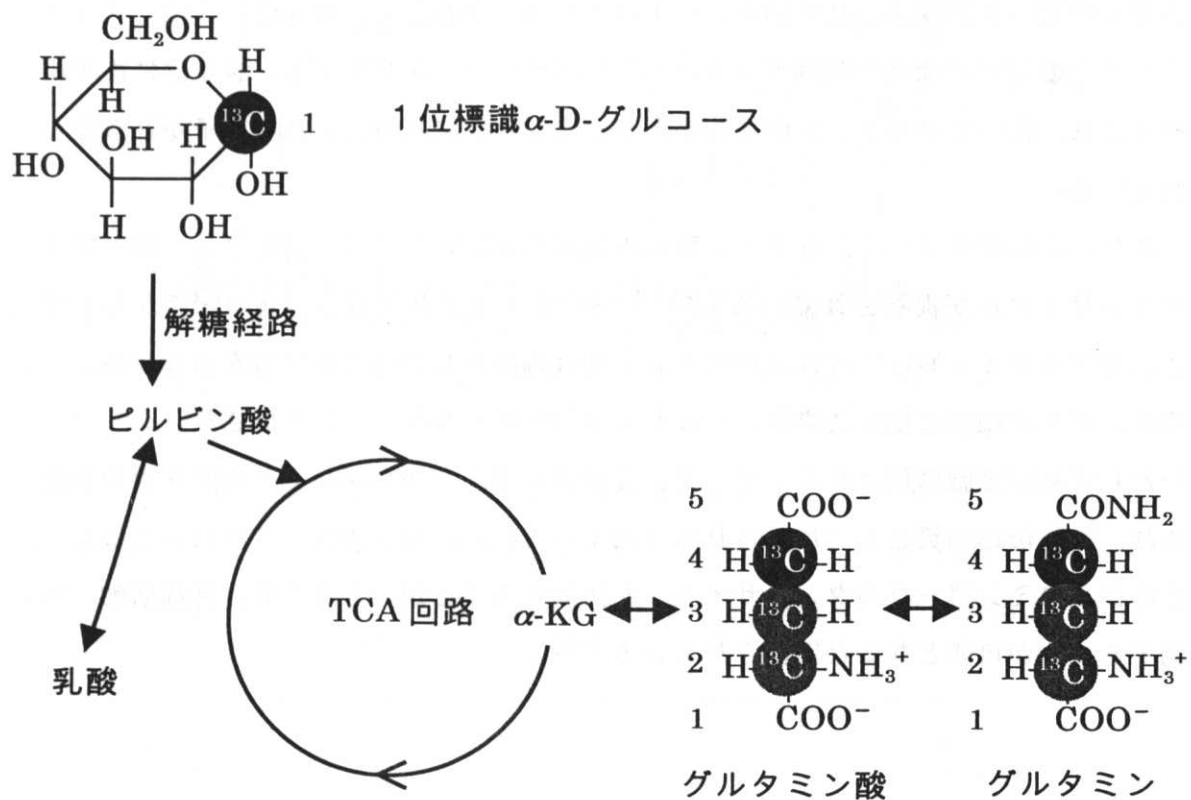 CH₂OH
H O H
H ¹³C 1 1位標識α-D-グルコース
OH H
HO OH
H OH
解糖経路
ピルビン酸
乳酸
TCA回路 α-KG
5 COO⁻
4 H-¹³C-H
3 H-¹³C-H
2 H-¹³C-NH₃⁺
1 COO⁻
グルタミン酸
5 CONH₂
4 H-¹³C-H
3 H-¹³C-H
2 H-¹³C-NH₃⁺
1 COO⁻
グルタミン